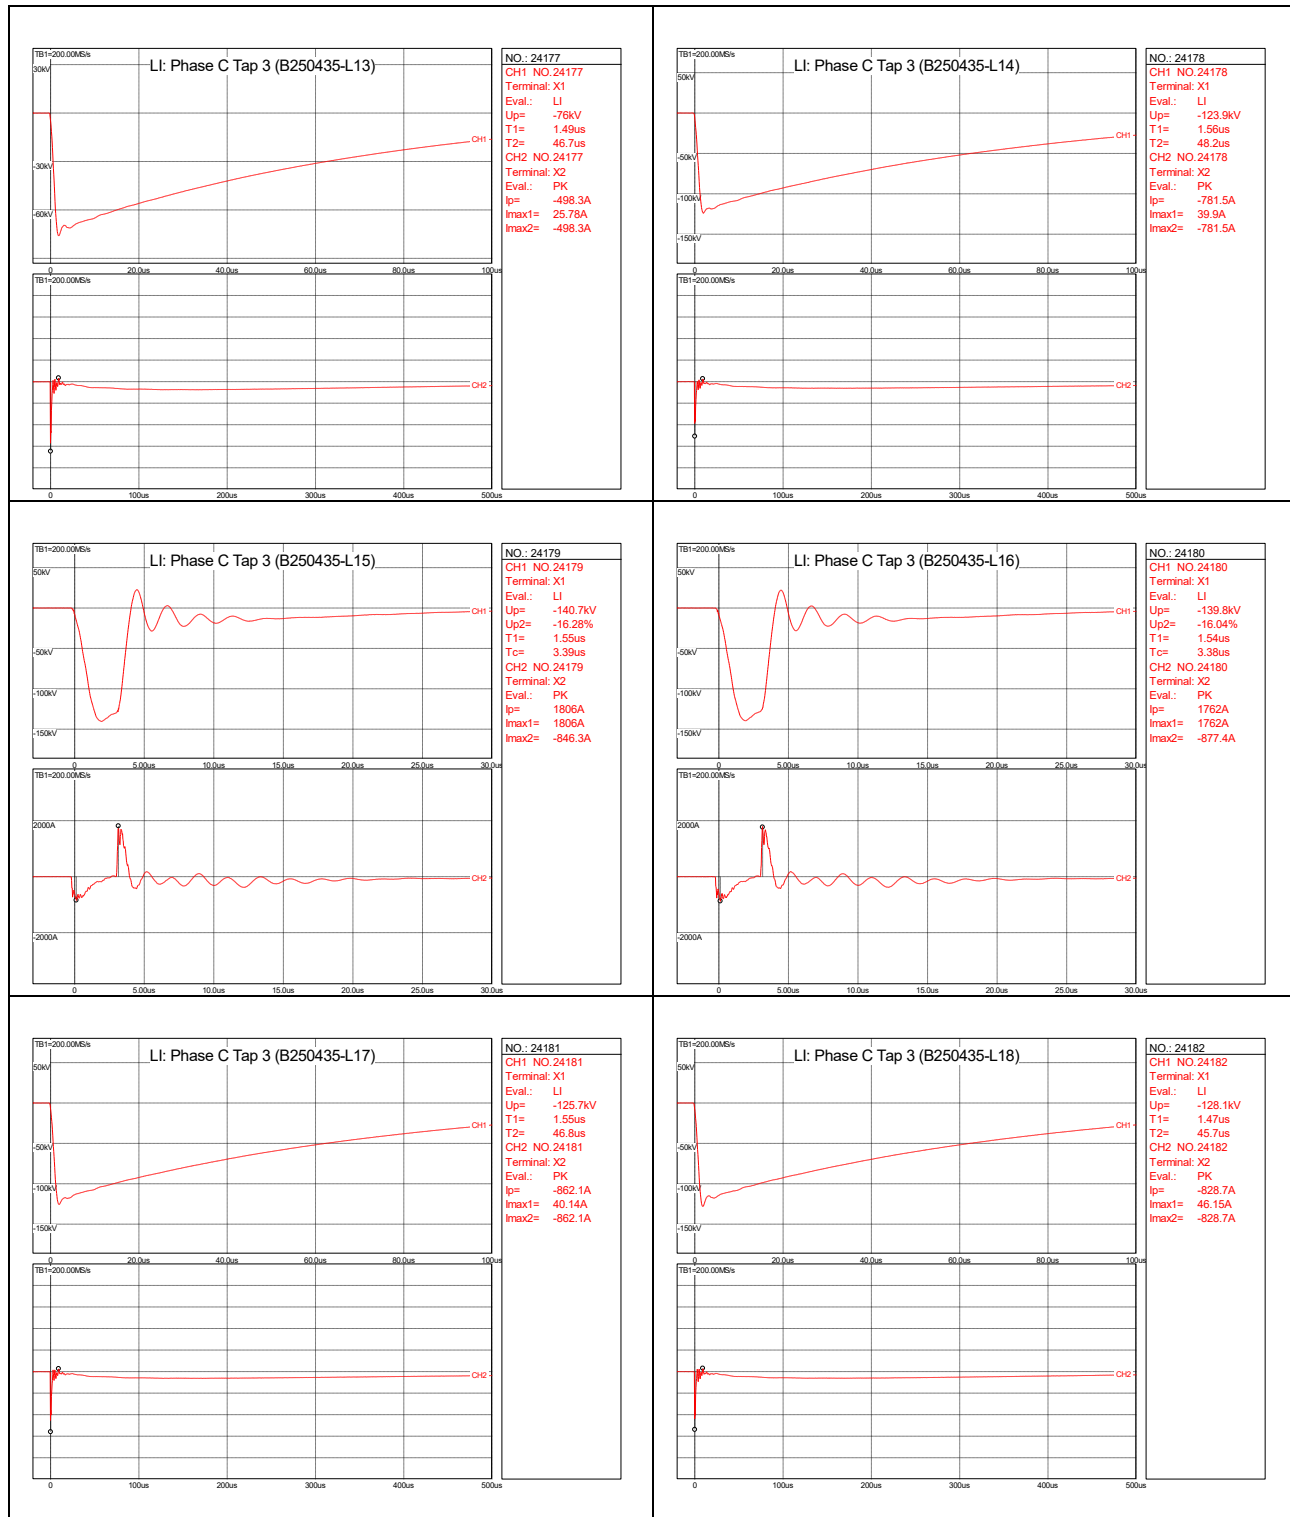 TB1=200.00MS/s
LI: Phase C Tap 3 (B250435-L13)
30kV
-30kV
-60kV
CH1
0 20.0us 40.0us 60.0us 80.0us 100us
TB1=200.00MS/s
CH2
0 100us 200us 300us 400us 500us
NO.: 24177
CH1 NO.24177
Terminal: X1
Eval.: LI
Up= -76kV
T1= 1.49us
T2= 46.7us
CH2 NO.24177
Terminal: X2
Eval.: PK
Ip= -498.3A
Imax1= 25.78A
Imax2= -498.3A
TB1=200.00MS/s
LI: Phase C Tap 3 (B250435-L14)
50kV
-50kV
-100kV
-150kV
CH1
0 20.0us 40.0us 60.0us 80.0us 100us
TB1=200.00MS/s
CH2
0 100us 200us 300us 400us 500us
NO.: 24178
CH1 NO.24178
Terminal: X1
Eval.: LI
Up= -123.9kV
T1= 1.56us
T2= 48.2us
CH2 NO.24178
Terminal: X2
Eval.: PK
Ip= -781.5A
Imax1= 39.9A
Imax2= -781.5A
TB1=200.00MS/s
LI: Phase C Tap 3 (B250435-L15)
50kV
-50kV
-100kV
-150kV
CH1
0 5.00us 10.0us 15.0us 20.0us 25.0us 30.0us
TB1=200.00MS/s
2000A
-2000A
CH2
0 5.00us 10.0us 15.0us 20.0us 25.0us 30.0us
NO.: 24179
CH1 NO.24179
Terminal: X1
Eval.: LI
Up= -140.7kV
Up2= -16.28%
T1= 1.55us
Tc= 3.39us
CH2 NO.24179
Terminal: X2
Eval.: PK
Ip= 1806A
Imax1= 1806A
Imax2= -846.3A
TB1=200.00MS/s
LI: Phase C Tap 3 (B250435-L16)
50kV
-50kV
-100kV
-150kV
CH1
0 5.00us 10.0us 15.0us 20.0us 25.0us 30.0us
TB1=200.00MS/s
2000A
-2000A
CH2
0 5.00us 10.0us 15.0us 20.0us 25.0us 30.0us
NO.: 24180
CH1 NO.24180
Terminal: X1
Eval.: LI
Up= -139.8kV
Up2= -16.04%
T1= 1.54us
Tc= 3.38us
CH2 NO.24180
Terminal: X2
Eval.: PK
Ip= 1762A
Imax1= 1762A
Imax2= -877.4A
TB1=200.00MS/s
LI: Phase C Tap 3 (B250435-L17)
50kV
-50kV
-100kV
-150kV
CH1
0 20.0us 40.0us 60.0us 80.0us 100us
TB1=200.00MS/s
CH2
0 100us 200us 300us 400us 500us
NO.: 24181
CH1 NO.24181
Terminal: X1
Eval.: LI
Up= -125.7kV
T1= 1.55us
T2= 46.8us
CH2 NO.24181
Terminal: X2
Eval.: PK
Ip= -862.1A
Imax1= 40.14A
Imax2= -862.1A
TB1=200.00MS/s
LI: Phase C Tap 3 (B250435-L18)
50kV
-50kV
-100kV
-150kV
CH1
0 20.0us 40.0us 60.0us 80.0us 100us
TB1=200.00MS/s
CH2
0 100us 200us 300us 400us 500us
NO.: 24182
CH1 NO.24182
Terminal: X1
Eval.: LI
Up= -128.1kV
T1= 1.47us
T2= 45.7us
CH2 NO.24182
Terminal: X2
Eval.: PK
Ip= -828.7A
Imax1= 46.15A
Imax2= -828.7A